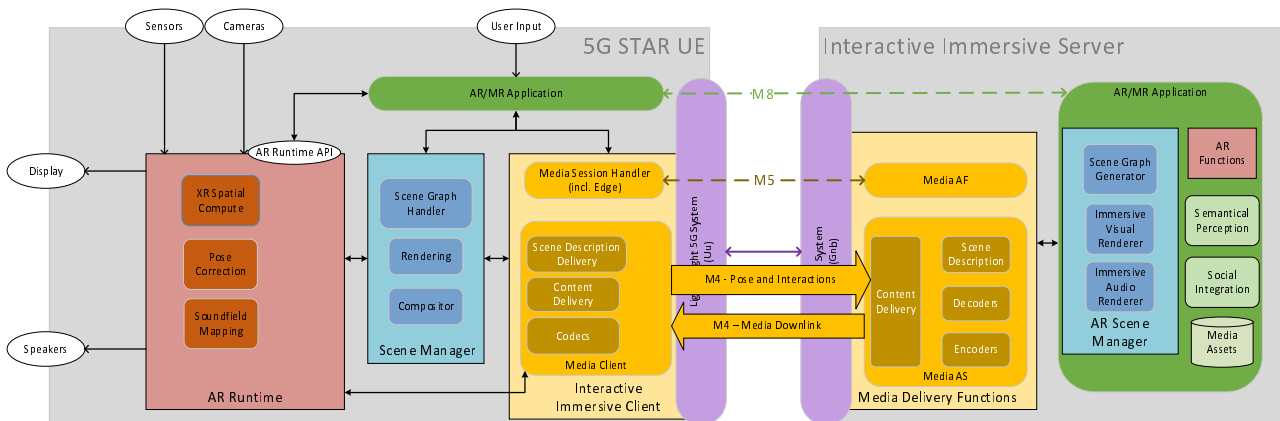 Sensors
Cameras
User Input
5G STAR UE
Interactive Immersive Server
AR/MR Application
M8
AR/MR Application
AR Runtime API
Display
Speakers
XR Spatial
Compute
Pose
Correction
Soundfield
Mapping
AR Runtime
Scene Graph
Handler
Rendering
Compositor
Scene Manager
Media Session Handler
(incl. Edge)
M5
Media AF
Scene Description
Delivery
Content
Delivery
Codecs
Media Client
Interactive
Immersive Client
5G System
(Uu)
System
(Gnb)
M4 - Pose and Interactions
M4 – Media Downlink
Content
Delivery
Scene
Description
Decoders
Encoders
Media AS
Media Delivery Functions
Scene Graph
Generator
Immersive
Visual
Renderer
Immersive
Audio
Renderer
AR Scene
Manager
AR
Functions
Semantical
Perception
Social
Integration
Media
Assets